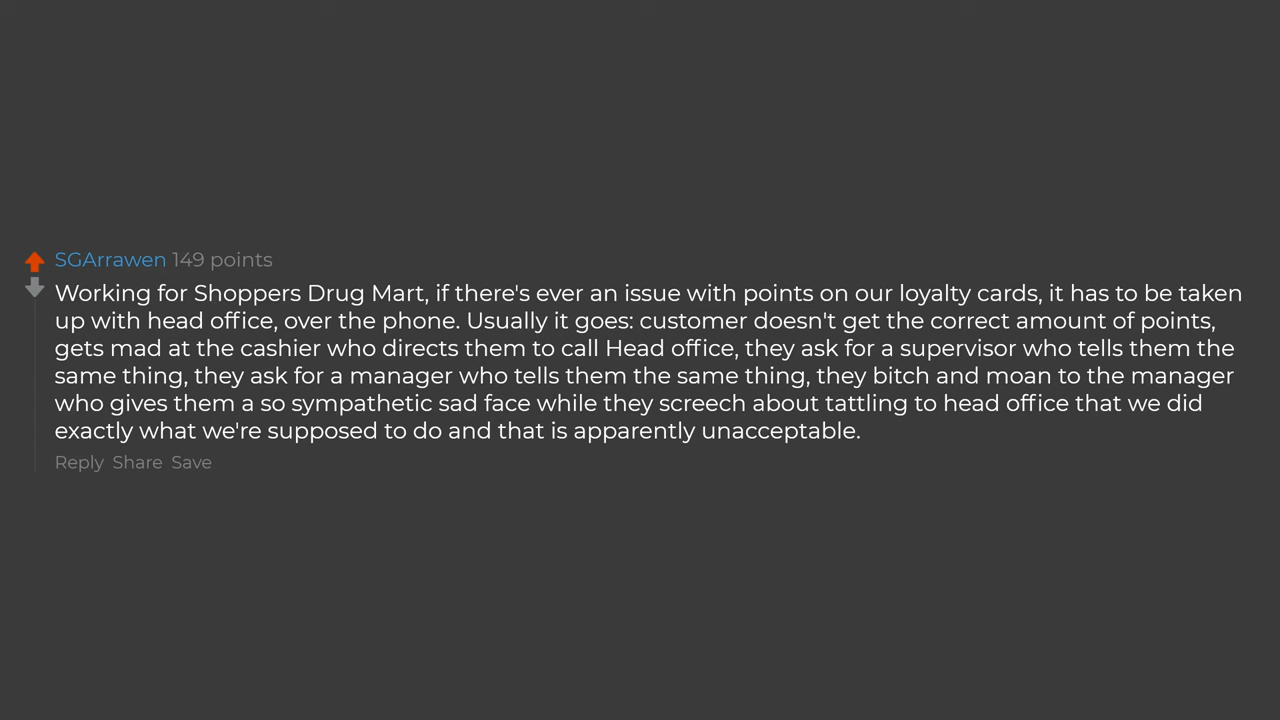 SGArrawen 149 points
Working for Shoppers Drug Mart, if there's ever an issue with points on our loyalty cards, it has to be taken
up with head office, over the phone. Usually it goes: customer doesn't get the correct amount of points,
gets mad at the cashier who directs them to call Head office, they ask for a supervisor who tells them the
same thing, they ask for a manager who tells them the same thing, they bitch and moan to the manager
who gives them a so sympathetic sad face while they screech about tattling to head office that we did
exactly what we're supposed to do and that is apparently unacceptable.
Reply Share Save